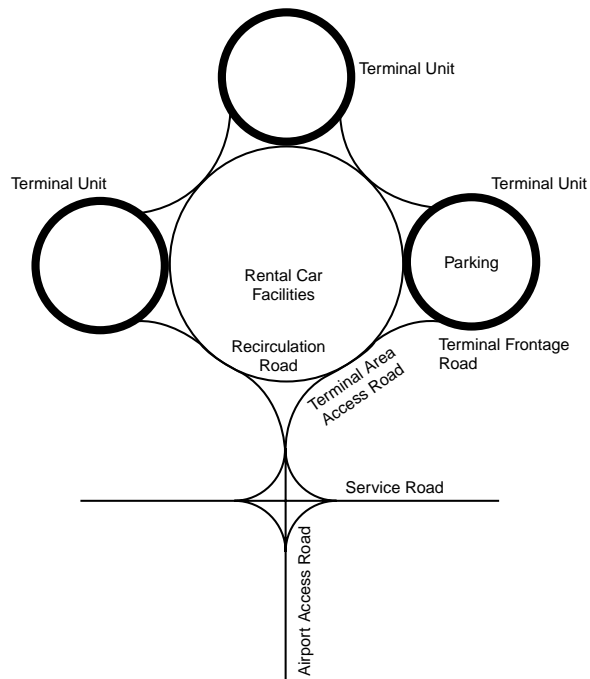 Terminal Unit
Terminal Unit
Terminal Unit
Parking
Rental Car
Facilities
Recirculation
Road
Terminal Frontage
Road
Terminal Area
Access Road
Service Road
Airport Access Road